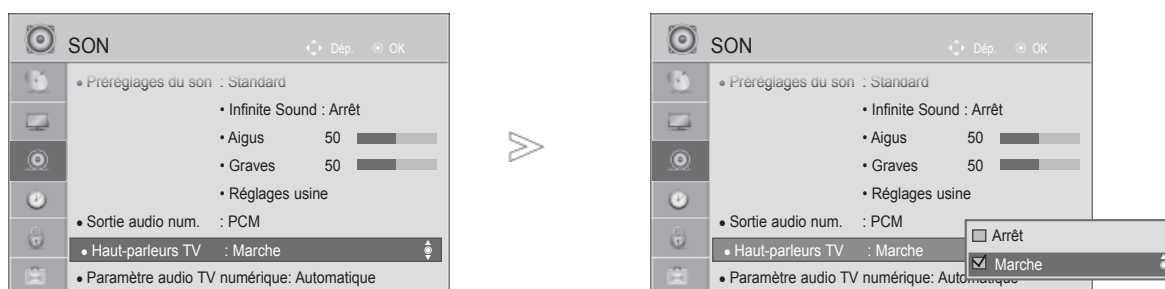 SON Dép. OK
• Préréglages du son : Standard
• Infinite Sound : Arrêt
• Aigus 50
• Graves 50
• Réglages usine
• Sortie audio num. : PCM
• Haut-parleurs TV : Marche
• Paramètre audio TV numérique: Automatique
SON Dép. OK
• Préréglages du son : Standard
• Infinite Sound : Arrêt
• Aigus 50
• Graves 50
• Réglages usine
• Sortie audio num. : PCM
• Haut-parleurs TV : Marche
Arrêt
Marche
• Paramètre audio TV numérique: Automatique